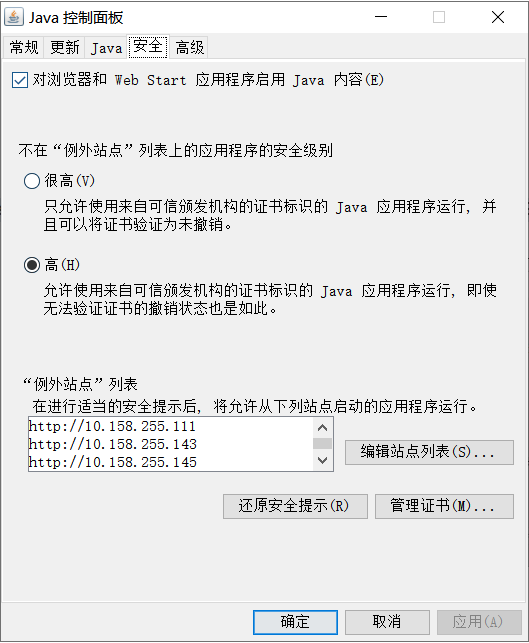 Java 控制面板
常规 更新 Java 安全 高级
对浏览器和 Web Start 应用程序启用 Java 内容(E)
不在“例外站点”列表上的应用程序的安全级别
很高(V)
只允许使用来自可信颁发机构的证书标识的 Java 应用程序运行, 并
且可以将证书验证为未撤销。
高(H)
允许使用来自可信颁发机构的证书标识的 Java 应用程序运行, 即使
无法验证证书的撤销状态也是如此。
“例外站点”列表
在进行适当的安全提示后, 将允许从下列站点启动的应用程序运行。
http://10.158.255.111
http://10.158.255.143
http://10.158.255.145
编辑站点列表(S)...
还原安全提示(R) 管理证书(M)...
确定 取消 应用(A)